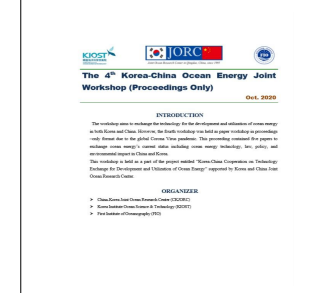 KIOST
JORC
FIO
The 4th Korea-China Ocean Energy Joint
Workshop (Proceedings Only)
Oct. 2020
INTRODUCTION
The workshop aims to exchange the technology for the development and utilization of ocean energy
in both Korea and China. However, the fourth workshop was held as paper workshop in proceedings
-only format due to the global Corona Virus pandemic. This proceeding contained five papers to
exchange ocean energy's current status including ocean energy technology, law, policy, and
environmental impact in China and Korea.
This workshop is held as a part of the project entitled "Korea-China Cooperation on Technology
Exchange for Development and Utilization of Ocean Energy" supported by Korea and China Joint
Ocean Research Center.
ORGANIZER
➢ China-Korea Joint Ocean Research Center (CKJORC)
➢ Korea Institute Ocean Science & Technology (KIOST)
➢ First Institute of Oceanography (FIO)